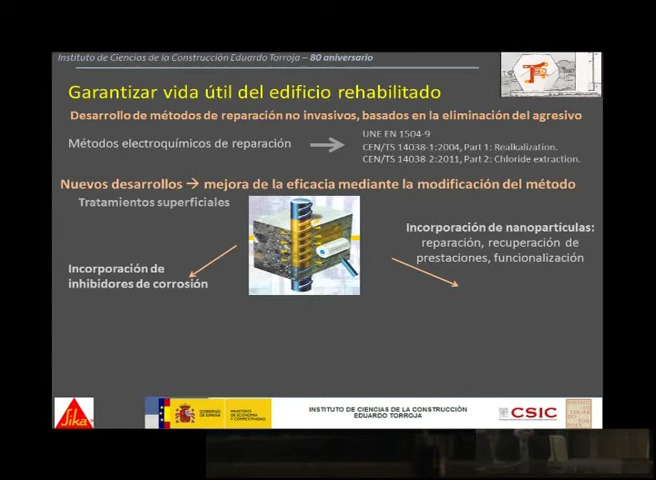 Instituto de Ciencias de la Construcción Eduardo Torroja – 80 aniversario
Garantizar vida útil del edificio rehabilitado
Desarrollo de métodos de reparación no invasivos, basados en la eliminación del agresivo
Métodos electroquímicos de reparación
UNE EN 1504-9
CEN/TS 14038-1:2004, Part 1: Realkalization.
CEN/TS 14038-2:2011, Part 2: Chloride extraction.
Nuevos desarrollos → mejora de la eficacia mediante la modificación del método
Tratamientos superficiales
Incorporación de nanopartículas:
reparación, recuperación de
prestaciones, funcionalización
Incorporación de
inhibidores de corrosión
Sika
GOBIERNO
DE ESPAÑA
MINISTERIO
DE ECONOMÍA
Y COMPETITIVIDAD
INSTITUTO DE CIENCIAS DE LA CONSTRUCCIÓN
EDUARDO TORROJA
CSIC